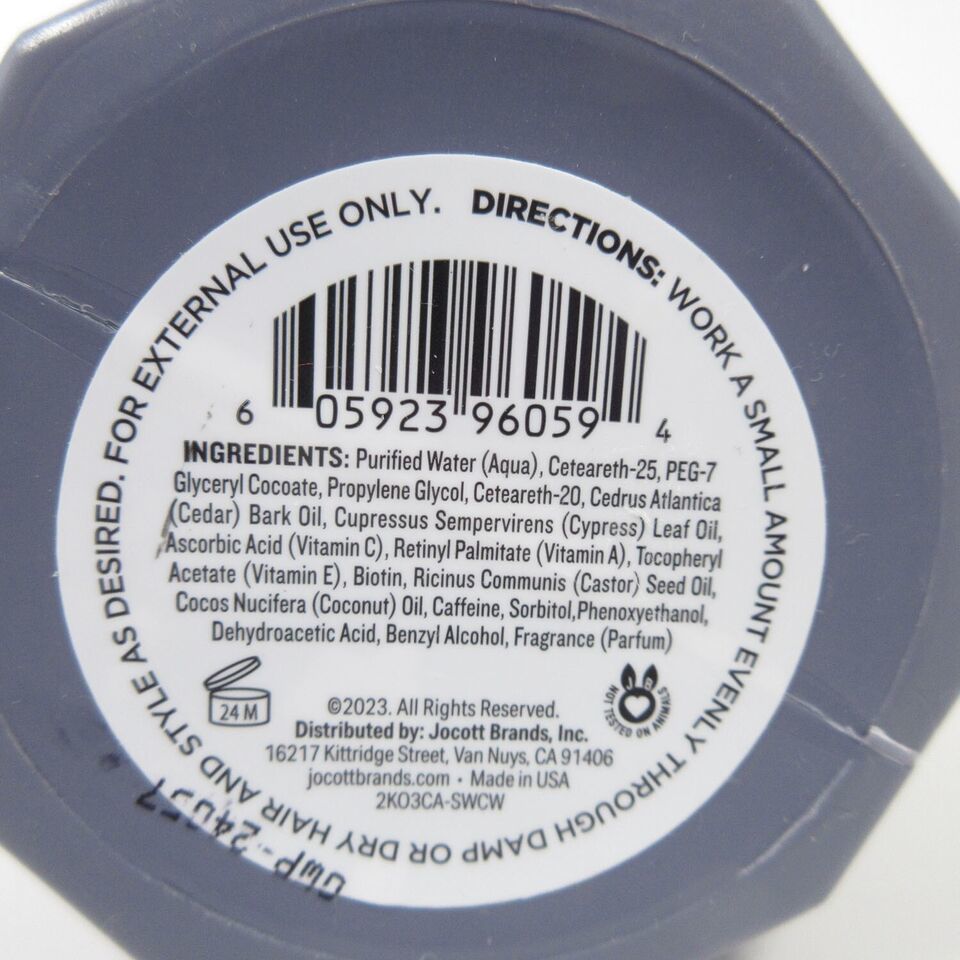 DIRECTIONS: WORK A SMALL AMOUNT EVENLY THROUGH DAMP OR DRY HAIR AND STYLE AS DESIRED. FOR EXTERNAL USE ONLY.
6 05923 96059 4
INGREDIENTS: Purified Water (Aqua), Ceteareth-25, PEG-7
Glyceryl Cocoate, Propylene Glycol, Ceteareth-20, Cedrus Atlantica
(Cedar) Bark Oil, Cupressus Sempervirens (Cypress) Leaf Oil,
Ascorbic Acid (Vitamin C), Retinyl Palmitate (Vitamin A), Tocopheryl
Acetate (Vitamin E), Biotin, Ricinus Communis (Castor) Seed Oil,
Cocos Nucifera (Coconut) Oil, Caffeine, Sorbitol,Phenoxyethanol,
Dehydroacetic Acid, Benzyl Alcohol, Fragrance (Parfum)
24 M
NOT TESTED ON ANIMALS
©2023. All Rights Reserved.
Distributed by: Jocott Brands, Inc.
16217 Kittridge Street, Van Nuys, CA 91406
jocottbrands.com • Made in USA
2KO3CA-SWCW